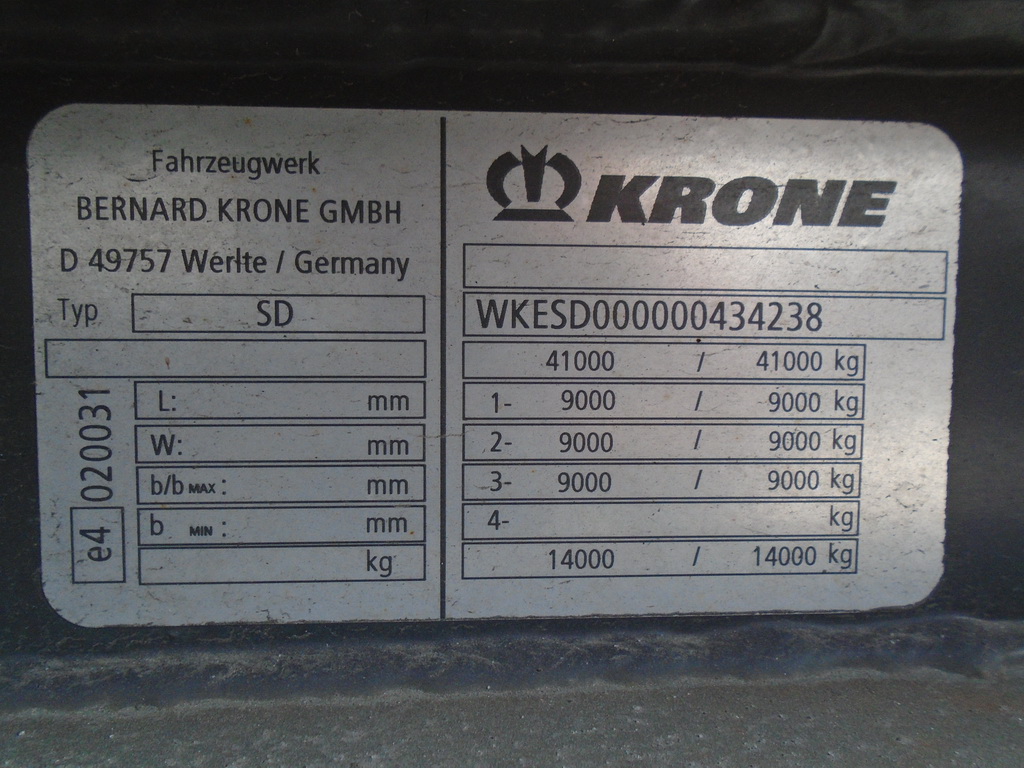 Fahrzeugwerk
BERNARD KRONE GMBH
D 49757 Werlte / Germany
Typ SD
L: mm
W: mm
b/b MAX : mm
b MIN : mm
kg
e4 020031
KRONE
WKESD000000434238
41000 / 41000 kg
1- 9000 / 9000 kg
2- 9000 / 9000 kg
3- 9000 / 9000 kg
4- kg
14000 / 14000 kg